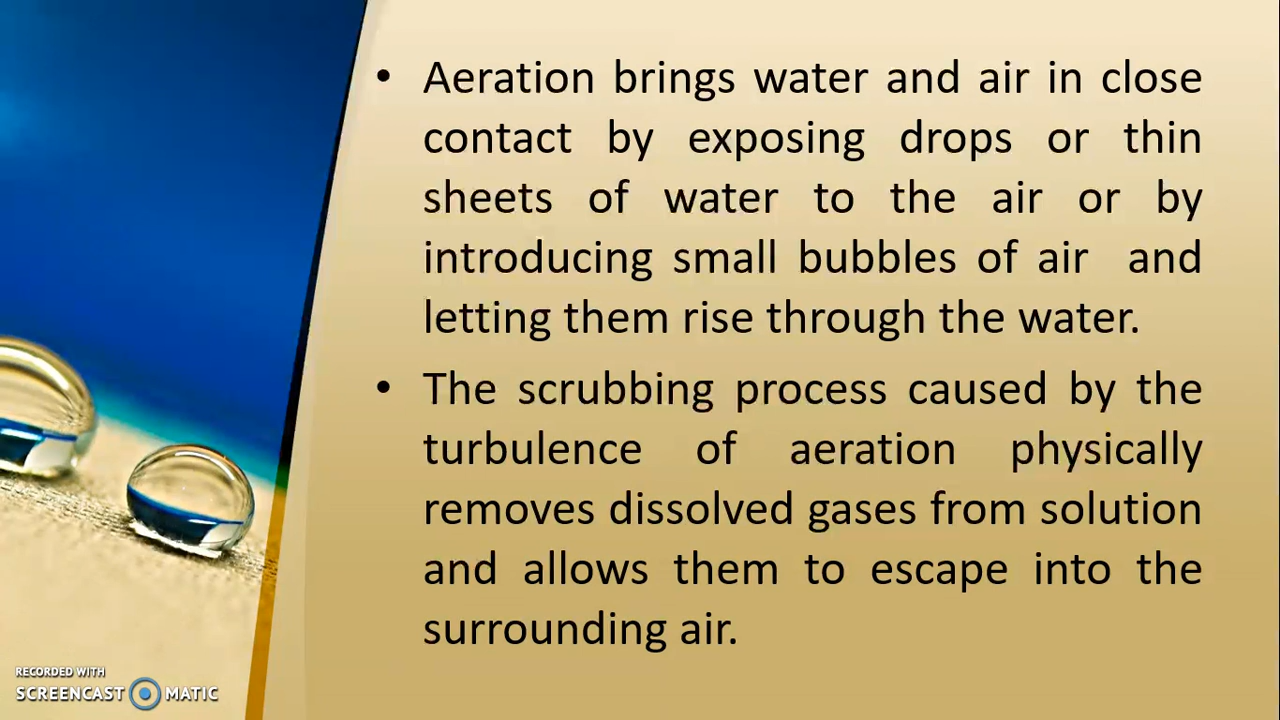 • Aeration brings water and air in close
contact by exposing drops or thin
sheets of water to the air or by
introducing small bubbles of air and
letting them rise through the water.
• The scrubbing process caused by the
turbulence of aeration physically
removes dissolved gases from solution
and allows them to escape into the
surrounding air.
RECORDED WITH
SCREENCAST MATIC